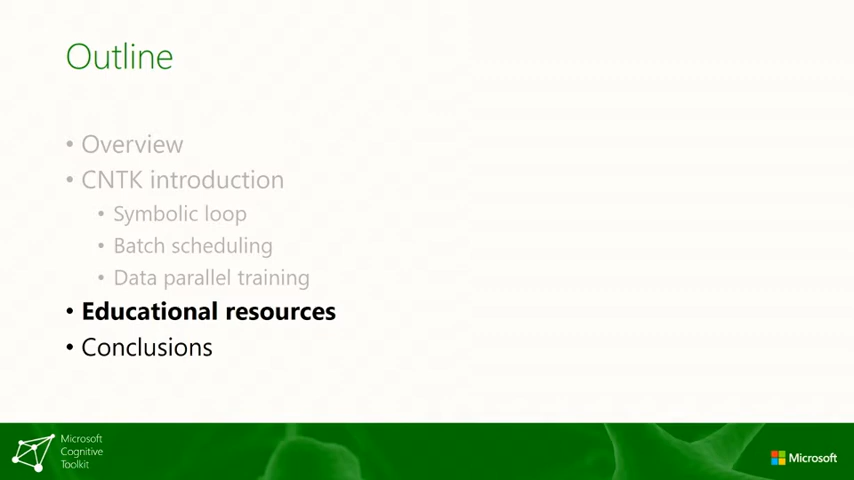 Outline
• Overview
• CNTK introduction
• Symbolic loop
• Batch scheduling
• Data parallel training
• Educational resources
• Conclusions
Microsoft
Cognitive
Toolkit
Microsoft